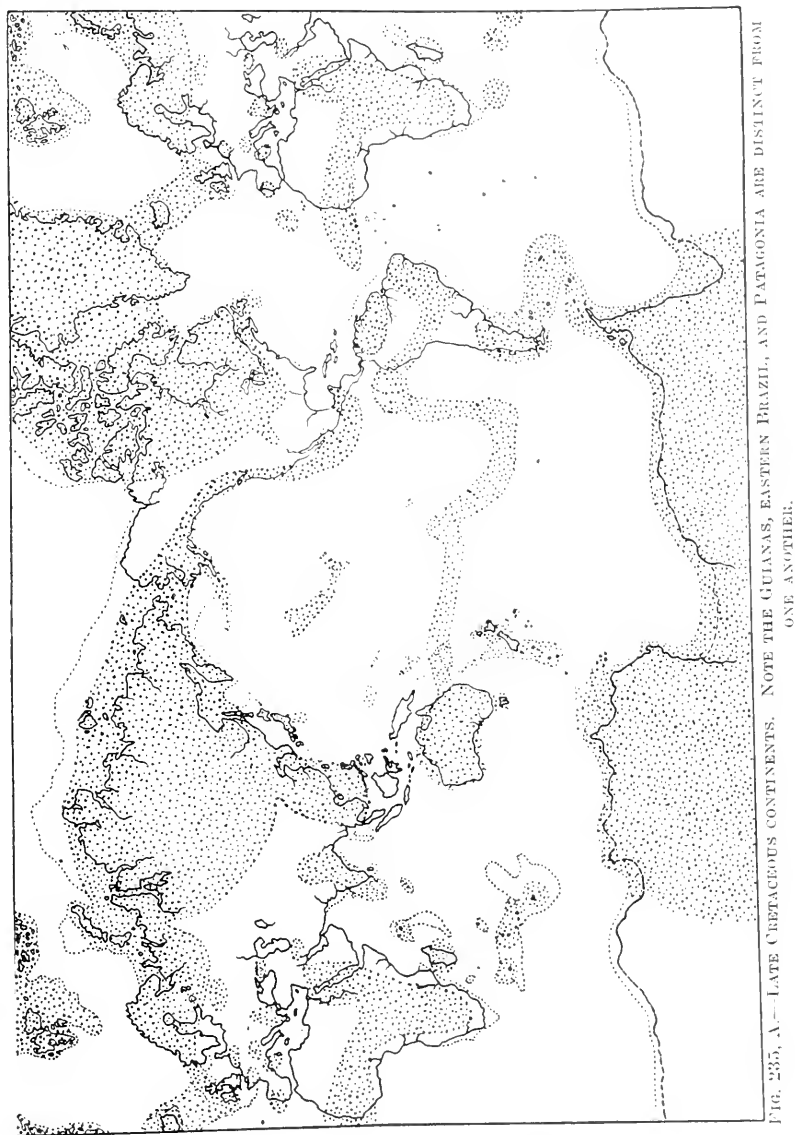 FIG. 235, A.—LATE CRETACEOUS CONTINENTS. NOTE THE GUIANAS, EASTERN BRAZIL, AND PATAGONIA ARE DISTINCT FROM
ONE ANOTHER.